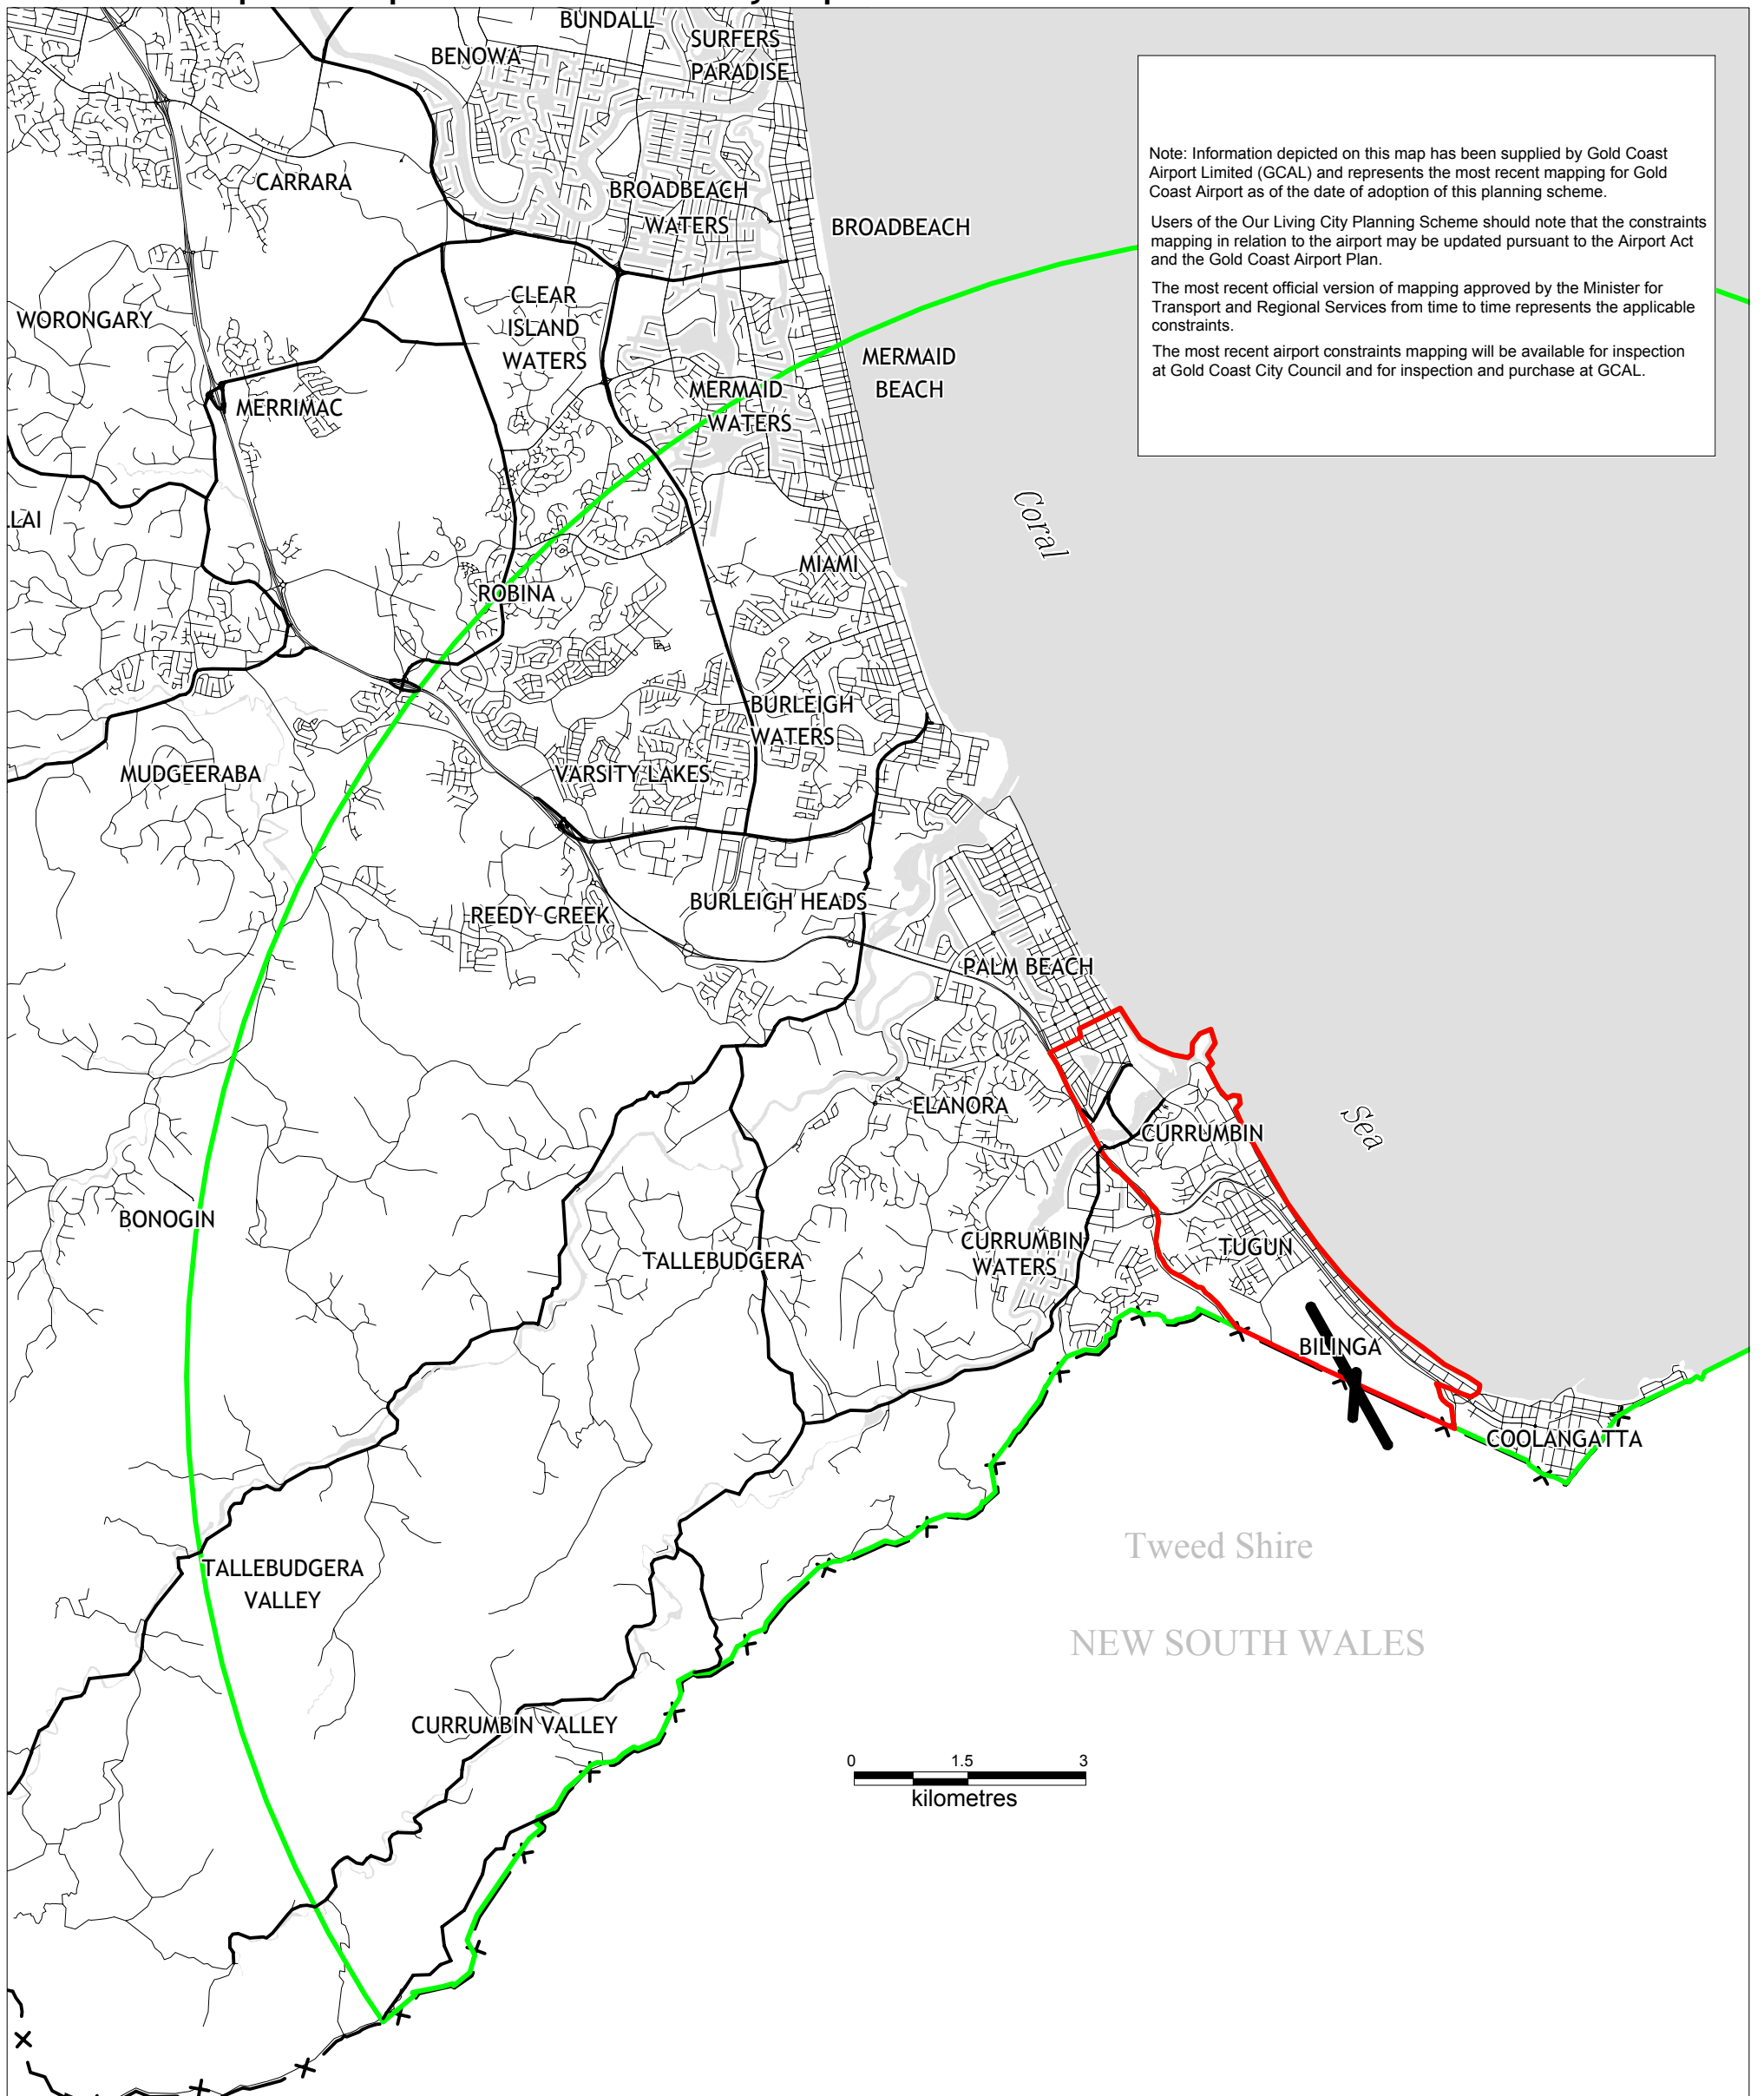 BUNDALL
SURFERS
PARADISE
BENOWA
CARRARA
BROADBEACH
WATERS
BROADBEACH
Note: Information depicted on this map has been supplied by Gold Coast
Airport Limited (GCAL) and represents the most recent mapping for Gold
Coast Airport as of the date of adoption of this planning scheme.
Users of the Our Living City Planning Scheme should note that the constraints
mapping in relation to the airport may be updated pursuant to the Airport Act
and the Gold Coast Airport Plan.
The most recent official version of mapping approved by the Minister for
Transport and Regional Services from time to time represents the applicable
constraints.
The most recent airport constraints mapping will be available for inspection
at Gold Coast City Council and for inspection and purchase at GCAL.
WORONGARY
CLEAR
ISLAND
WATERS
MERMAID
BEACH
MERRIMAC
MERMAID
WATERS
LLAI
Coral
MIAMI
ROBINA
BURLEIGH
WATERS
MUDGEERABA
VARSITY LAKES
REEDY CREEK
BURLEIGH HEADS
PALM BEACH
ELANORA
CURRUMBIN
Sea
BONOGIN
TALLEBUDGERA
CURRUMBIN
WATERS
TUGUN
BILINGA
COOLANGATTA
Tweed Shire
NEW SOUTH WALES
TALLEBUDGERA
VALLEY
CURRUMBIN VALLEY
0 1.5 3
kilometres